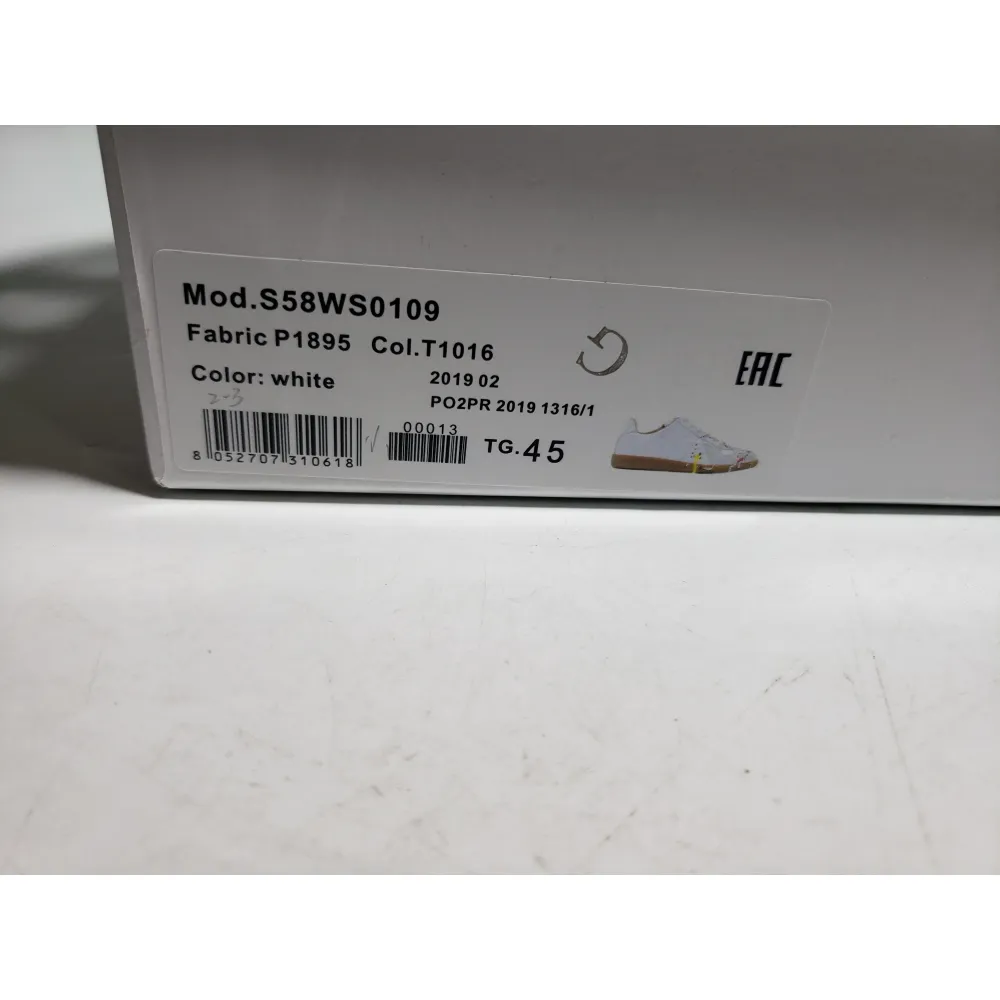 Mod.S58WS0109
Fabric P1895 Col.T1016
Color: white
2019 02
PO2PR 2019 1316/1
2-3
00013
8 052707 310618
TG.45
EAC